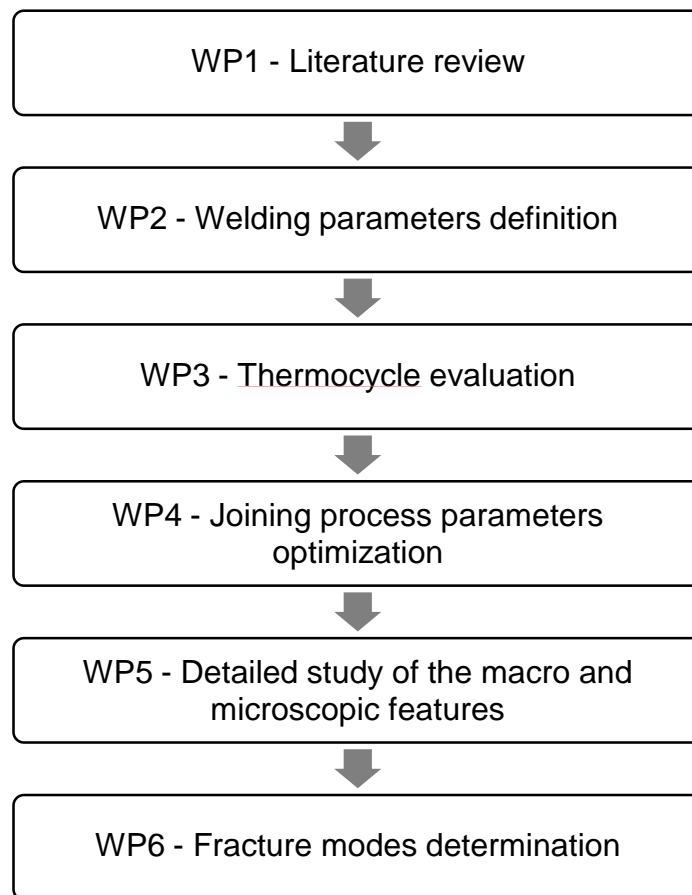 WP1 - Literature review
WP2 - Welding parameters definition
WP3 - Thermocycle evaluation
WP4 - Joining process parameters
optimization
WP5 - Detailed study of the macro and
microscopic features
WP6 - Fracture modes determination